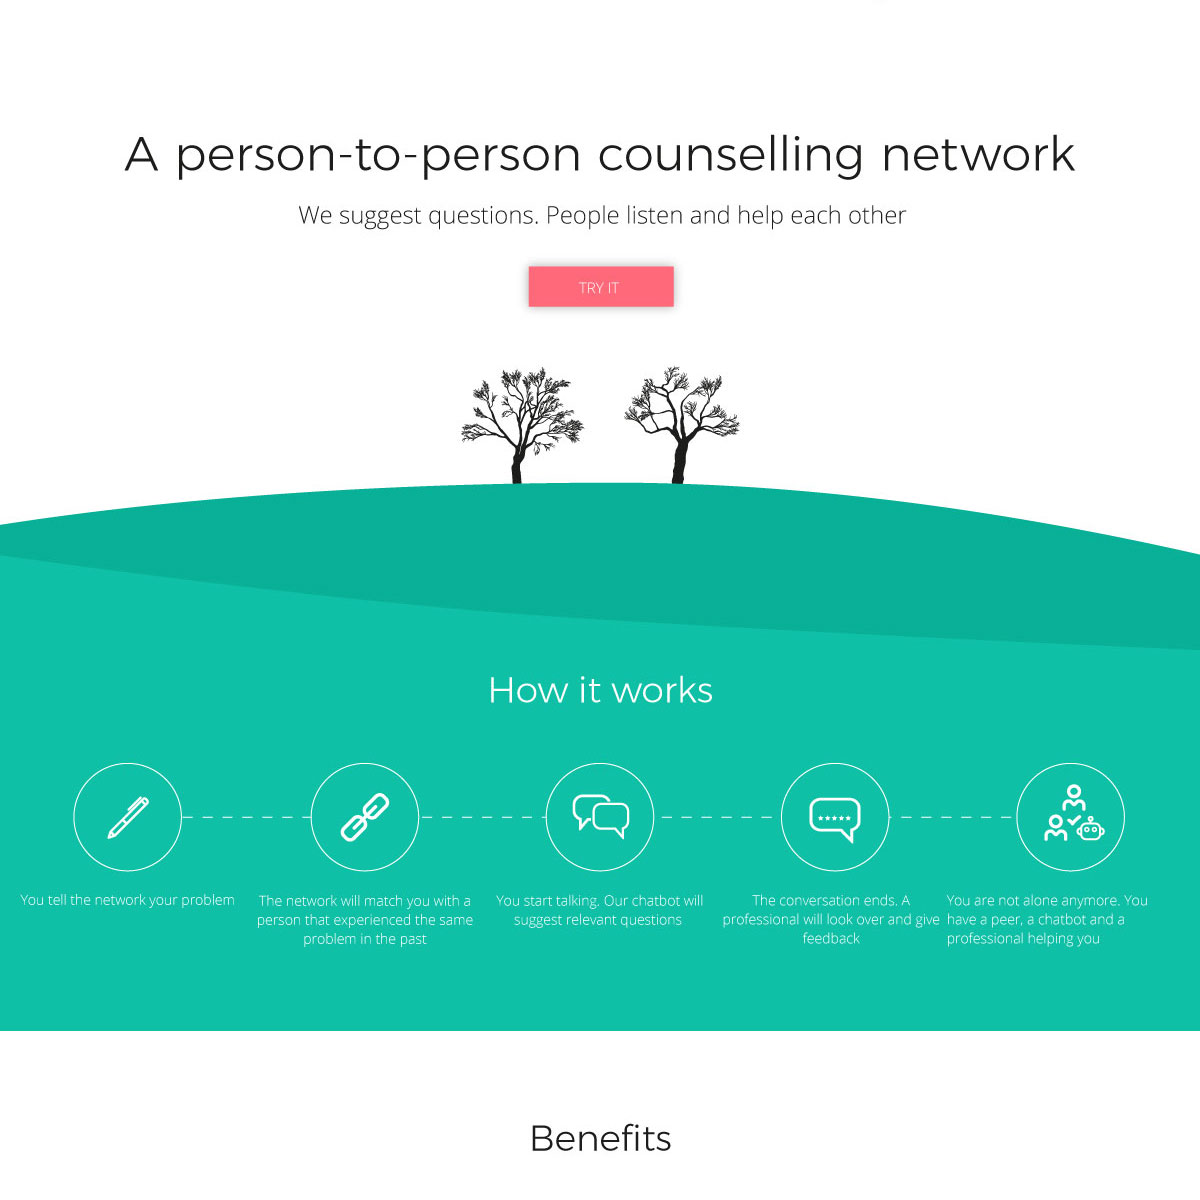 A person-to-person counselling network
We suggest questions. People listen and help each other
TRY IT
How it works
You tell the network your problem
The network will match you with a
person that experienced the same
problem in the past
You start talking. Our chatbot will
suggest relevant questions
The conversation ends. A
professional will look over and give
feedback
You are not alone anymore. You
have a peer, a chatbot and a
professional helping you
Benefits